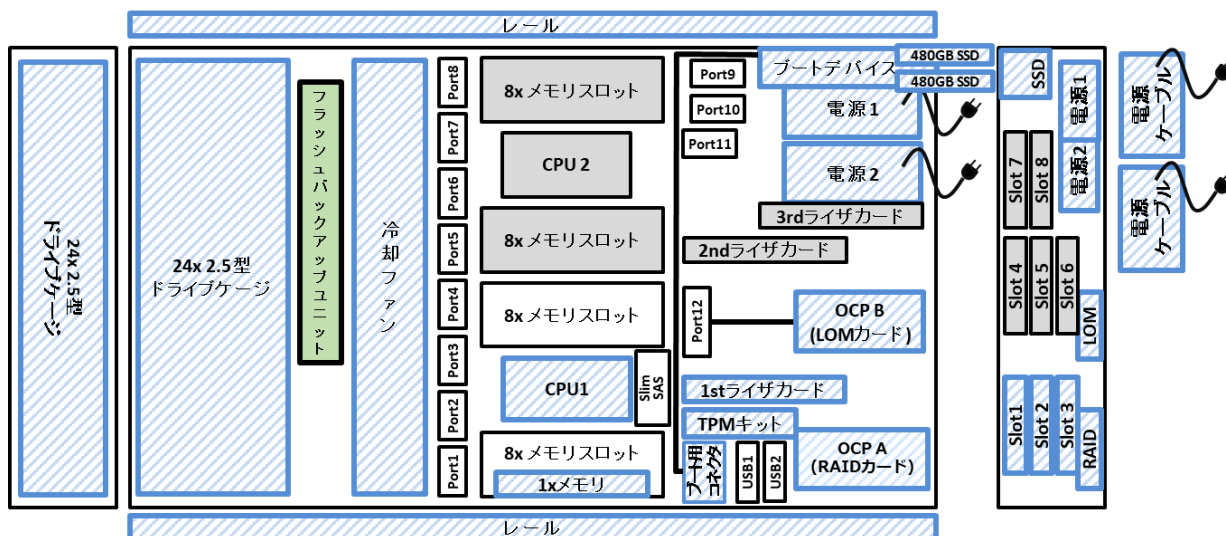 レール
24x 2.5型
ドライブケージ
24x 2.5型
ドライブケージ
フラッシュバックアップユニット
冷却ファン
Port8
Port7
Port6
Port5
Port4
Port3
Port2
Port1
8x メモリスロット
CPU 2
8x メモリスロット
8x メモリスロット
CPU1
Slim
SAS
8x メモリスロット
1xメモリ
Port9
Port10
Port11
ブートデバイス
480GB SSD
480GB SSD
電源 1
電源 2
3rdライザカード
2ndライザカード
Port12
OCP B
(LOMカード)
1stライザカード
TPMキット
ブート用
コネクタ
USB1
USB2
OCP A
(RAIDカード)
SSD
電源1
電源2
Slot 7
Slot 8
Slot 4
Slot 5
Slot 6
LOM
Slot1
Slot 2
Slot 3
RAID
電源
ケーブル
電源
ケーブル
レール